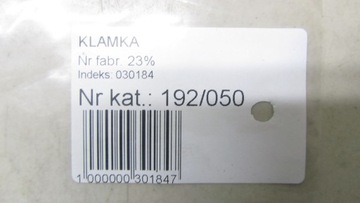 KLAMKA
Nr fabr. 23%
Indeks: 030184
Nr kat.: 192/050
1 000000 301847